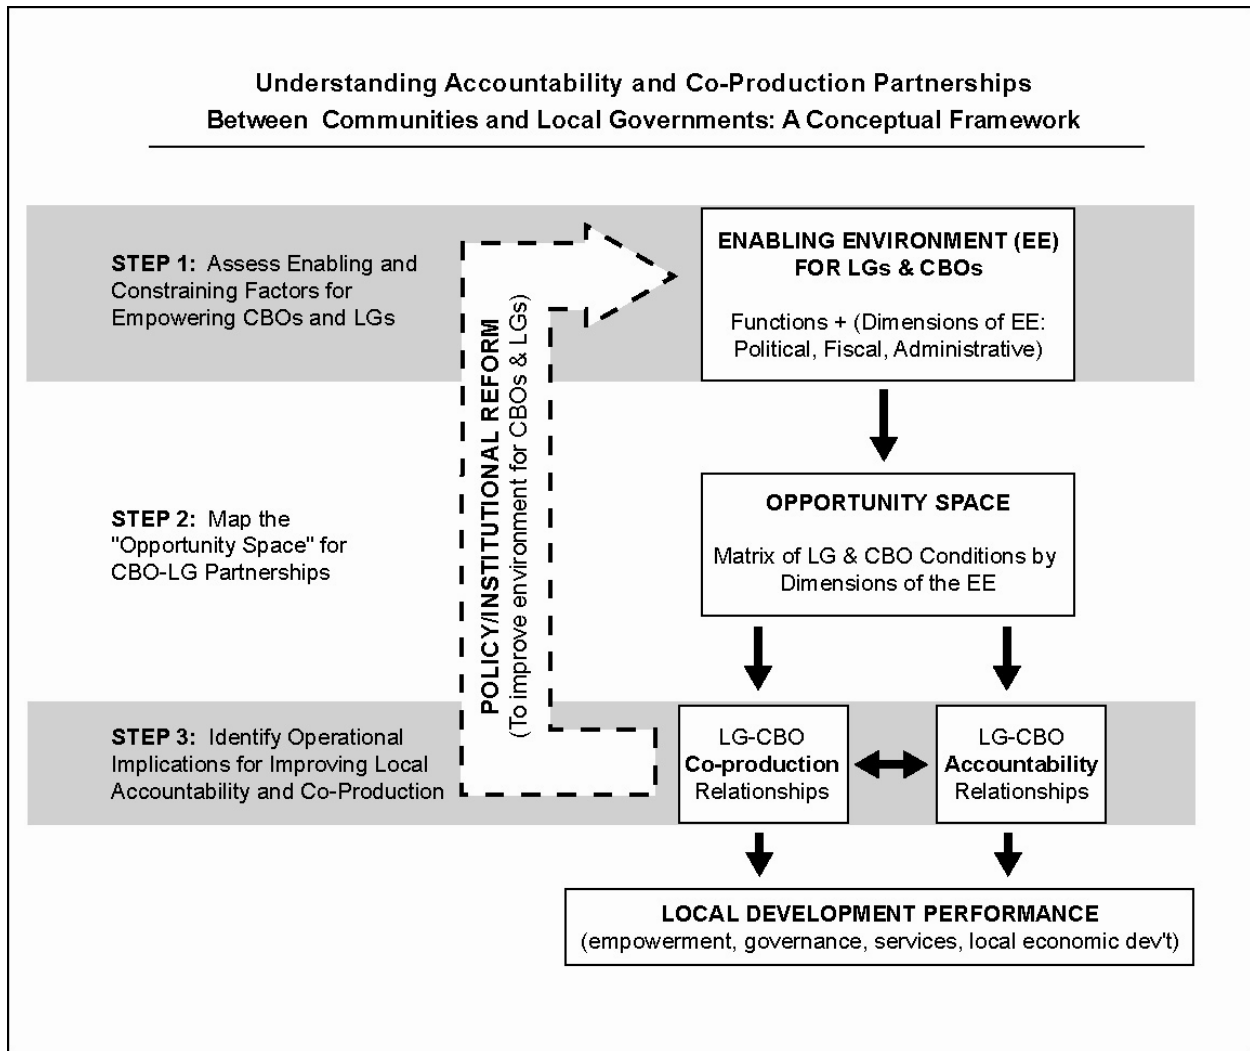 Understanding Accountability and Co-Production Partnerships
Between Communities and Local Governments: A Conceptual Framework
STEP 1: Assess Enabling and
Constraining Factors for
Empowering CBOs and LGs
POLICY/INSTITUTIONAL REFORM
(To improve environment for CBOs & LGs)
ENABLING ENVIRONMENT (EE)
FOR LGs & CBOs
Functions + (Dimensions of EE:
Political, Fiscal, Administrative)
STEP 2: Map the
"Opportunity Space" for
CBO-LG Partnerships
OPPORTUNITY SPACE
Matrix of LG & CBO Conditions by
Dimensions of the EE
STEP 3: Identify Operational
Implications for Improving Local
Accountability and Co-Production
LG-CBO
Co-production
Relationships
LG-CBO
Accountability
Relationships
LOCAL DEVELOPMENT PERFORMANCE
(empowerment, governance, services, local economic dev't)